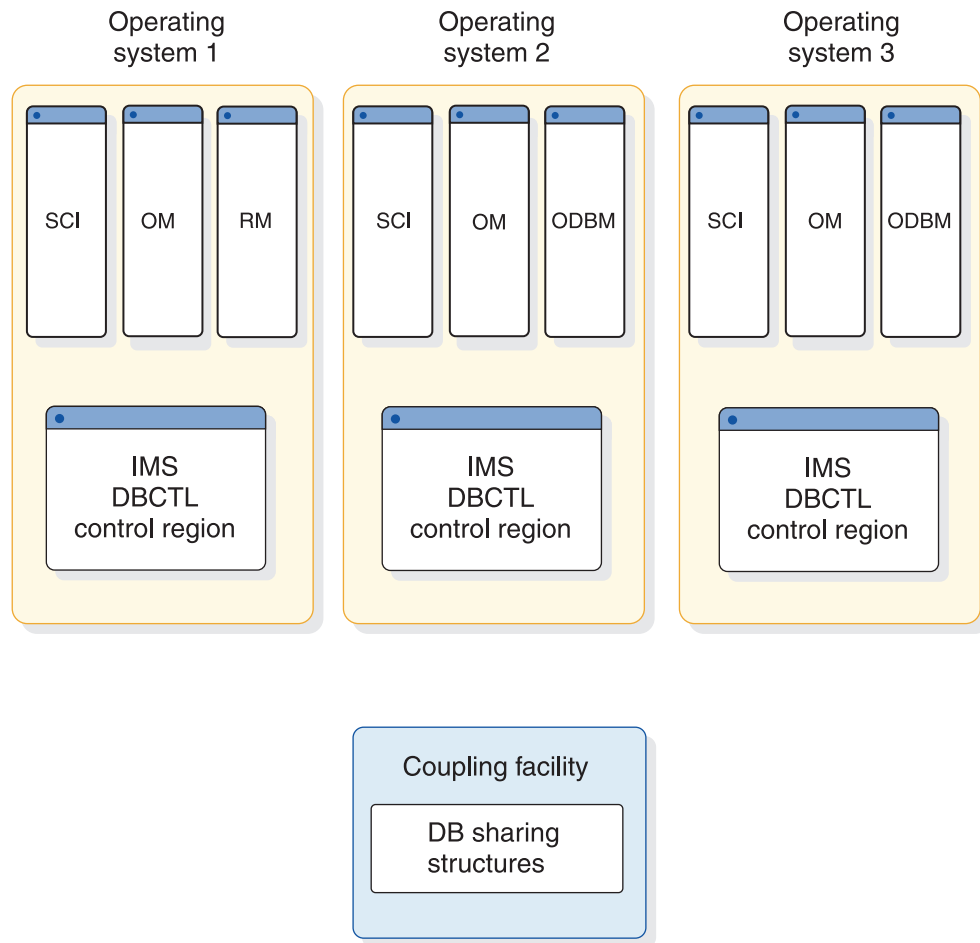 Operating
system 1
Operating
system 2
Operating
system 3
SCI
OM
RM
SCI
OM
ODBM
SCI
OM
ODBM
IMS
DBCTL
control region
IMS
DBCTL
control region
IMS
DBCTL
control region
Coupling facility
DB sharing
structures